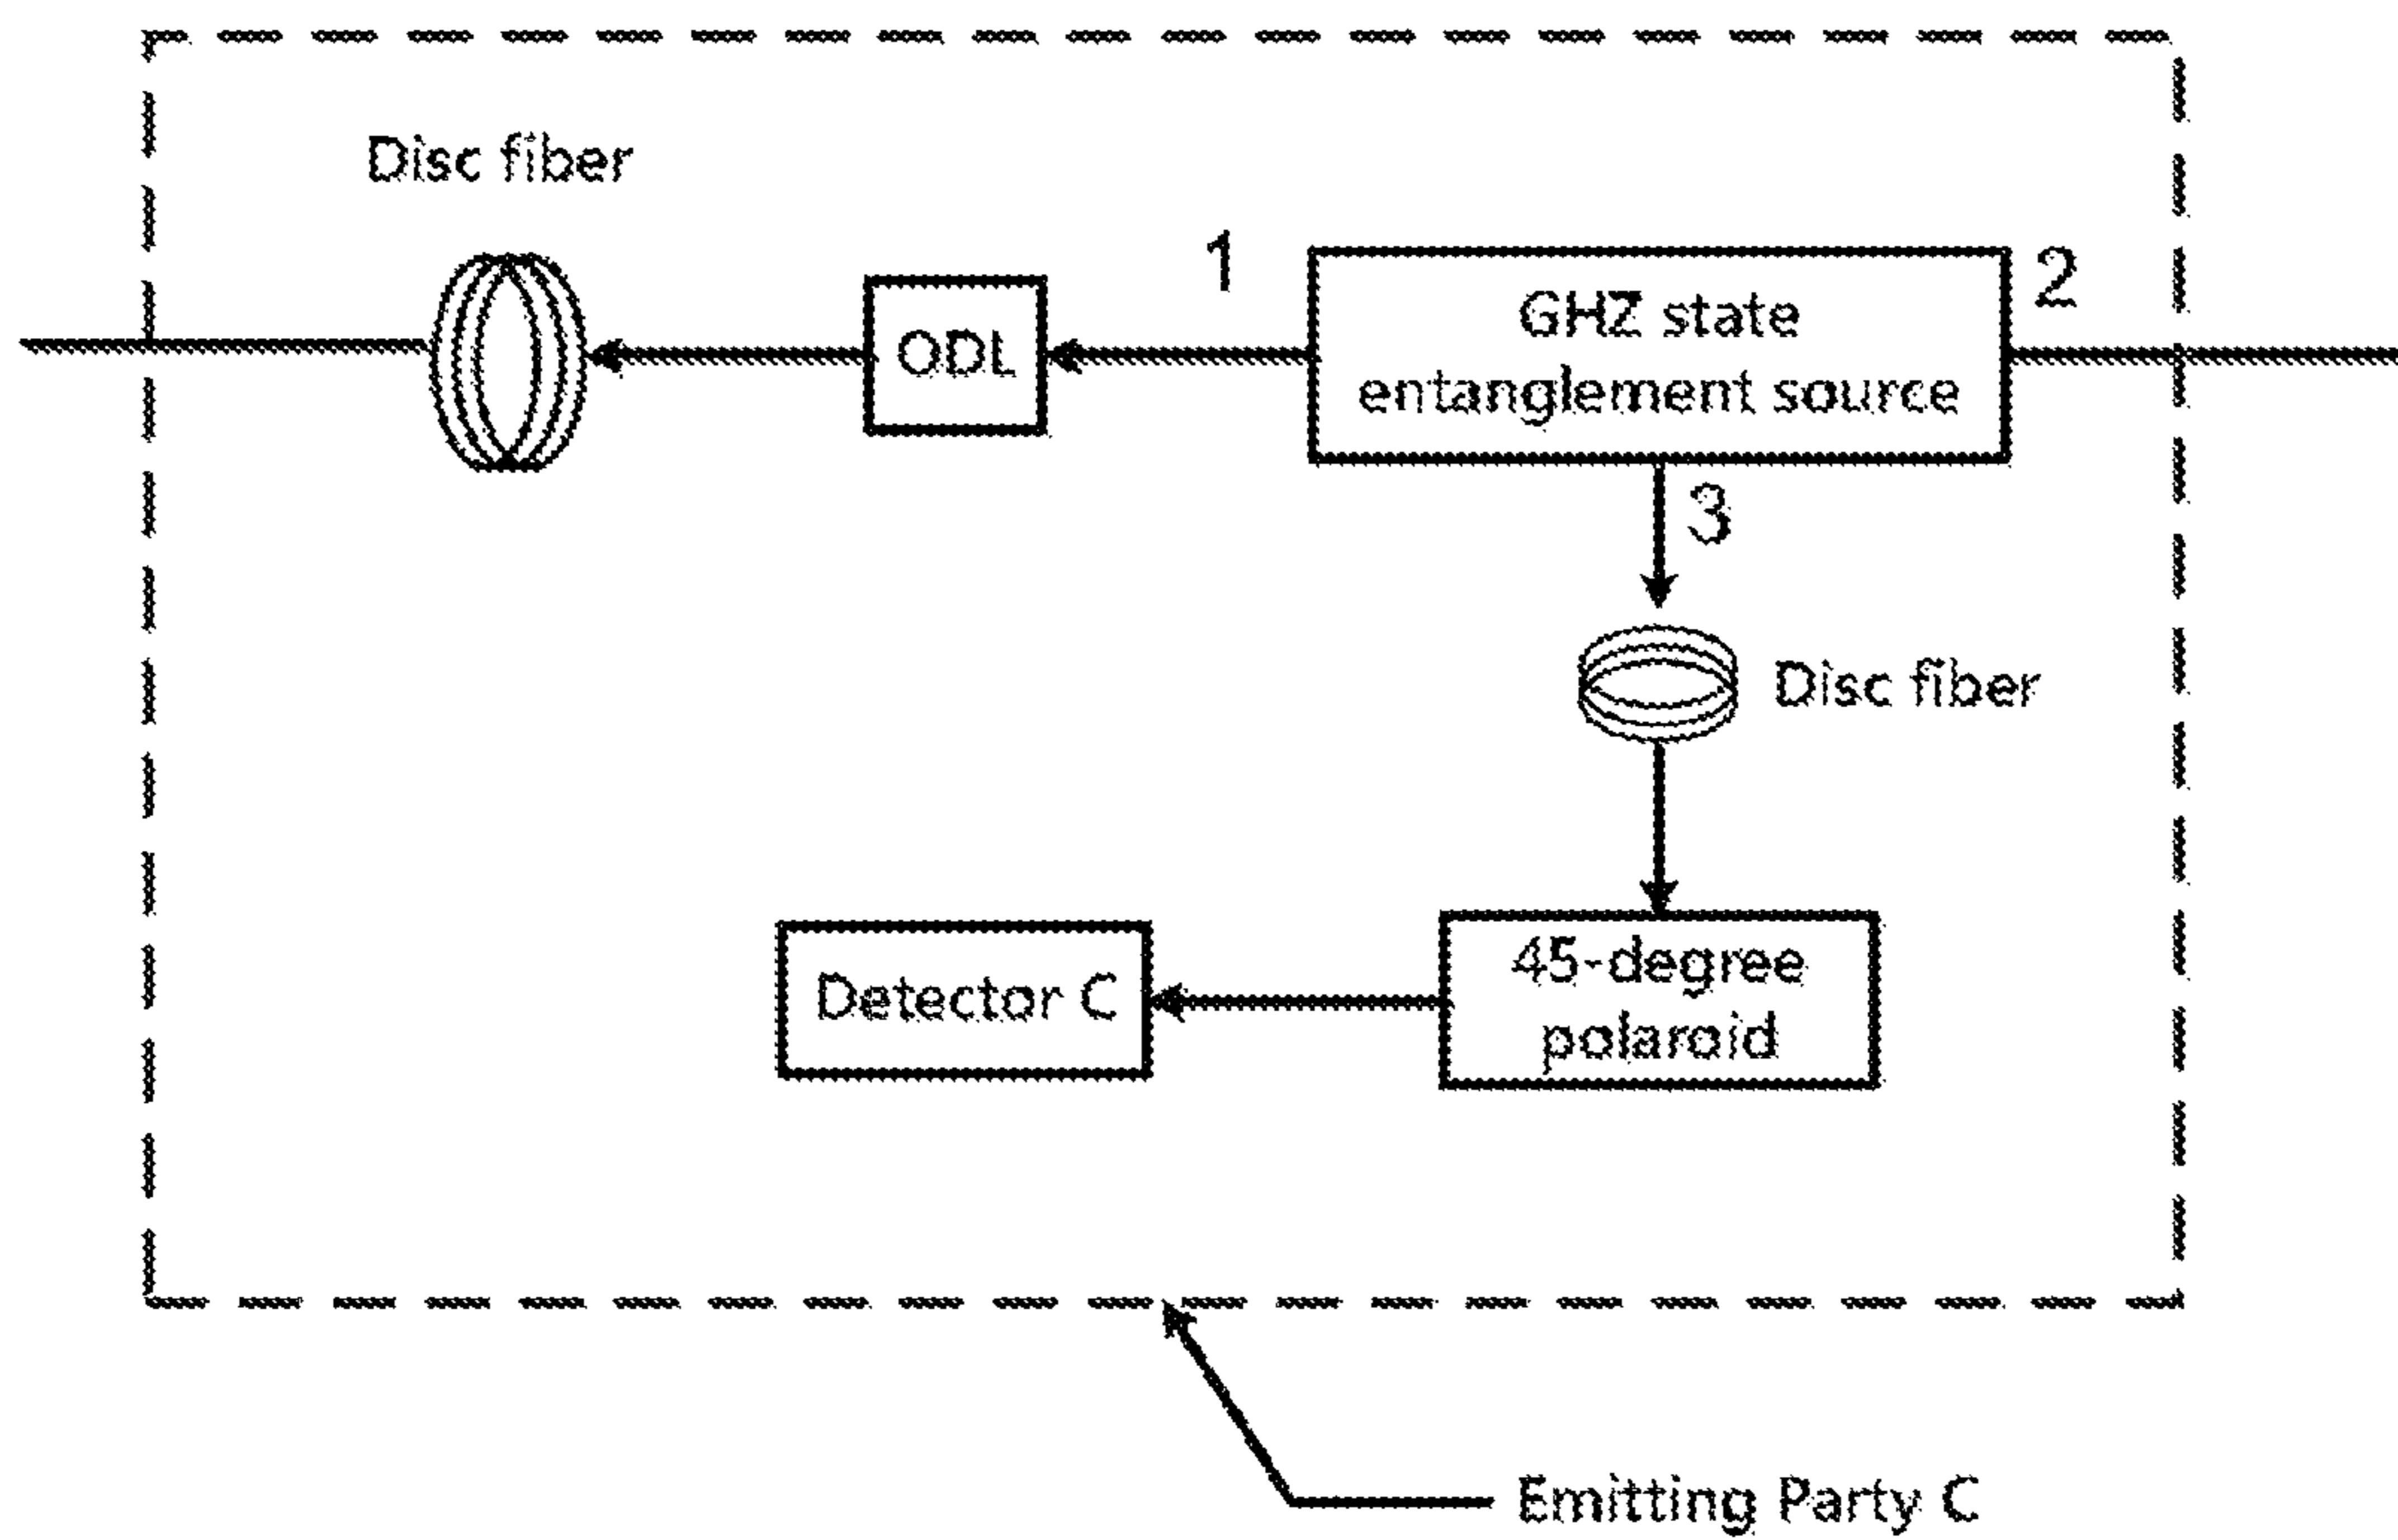 Disc fiber
1
GHZ state
entanglement source
2
ODL
3
Disc fiber
45-degree
polaroid
Detector C
Emitting Party C